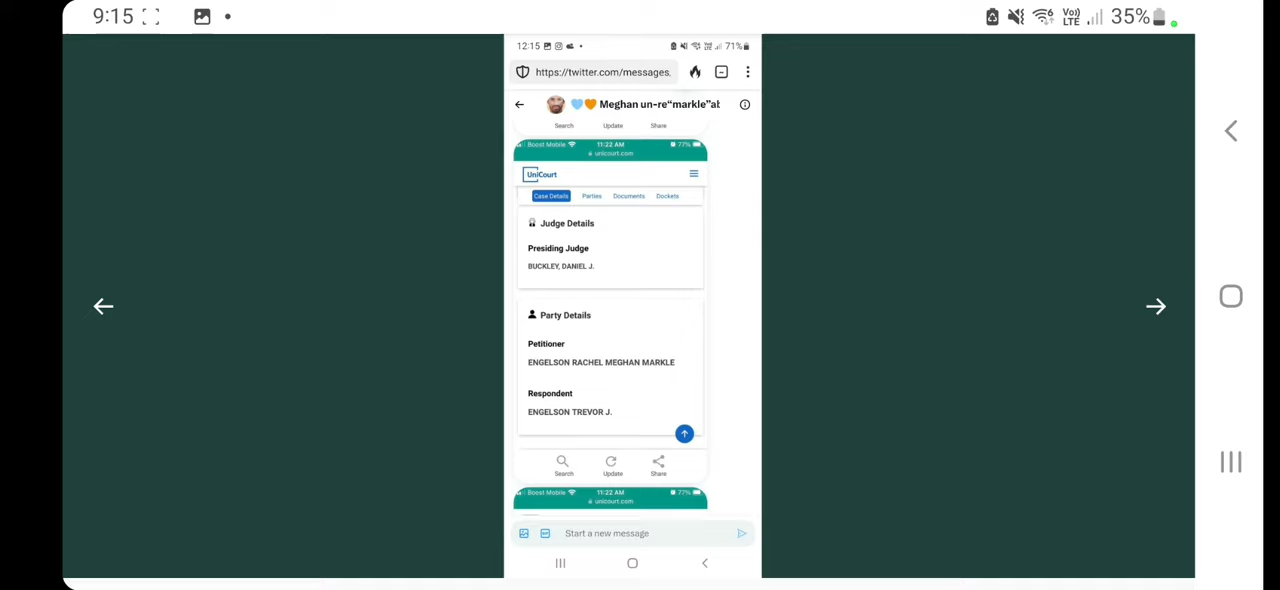 9:15
35%
12:15
71%
https://twitter.com/messages.
Meghan un-re“markle”at
Search Update Share
Boost Mobile 11:22 AM 77%
unicourt.com
UniCourt
Case Details Parties Documents Dockets
Judge Details
Presiding Judge
BUCKLEY, DANIEL J.
Party Details
Petitioner
ENGELSON RACHEL MEGHAN MARKLE
Respondent
ENGELSON TREVOR J.
Search Update Share
Boost Mobile 11:22 AM 77%
unicourt.com
Start a new message